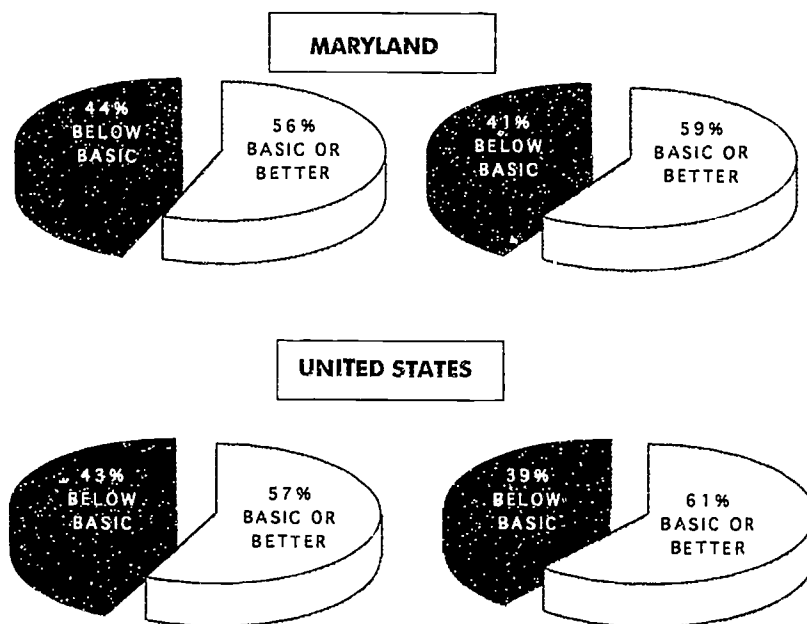 MARYLAND
44%
BELOW
BASIC
56%
BASIC OR
BETTER
41%
BELOW
BASIC
59%
BASIC OR
BETTER
UNITED STATES
43%
BELOW
BASIC
57%
BASIC OR
BETTER
39%
BELOW
BASIC
61%
BASIC OR
BETTER